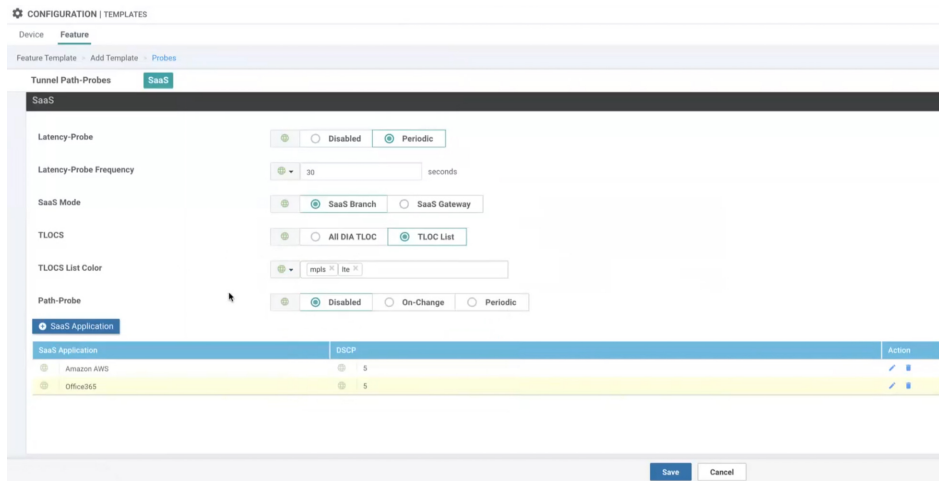 CONFIGURATION | TEMPLATES
Device Feature
Feature Template Add Template Probes
Tunnel Path-Probes SaaS
SaaS
Latency-Probe Disabled Periodic
Latency-Probe Frequency 30 seconds
SaaS Mode SaaS Branch SaaS Gateway
TLOCS All DIA TLOC TLOC List
TLOCS List Color mpls lte
Path-Probe Disabled On-Change Periodic
SaaS Application
SaaS Application DSCP Action
Amazon AWS 5
Office365 5
Save Cancel